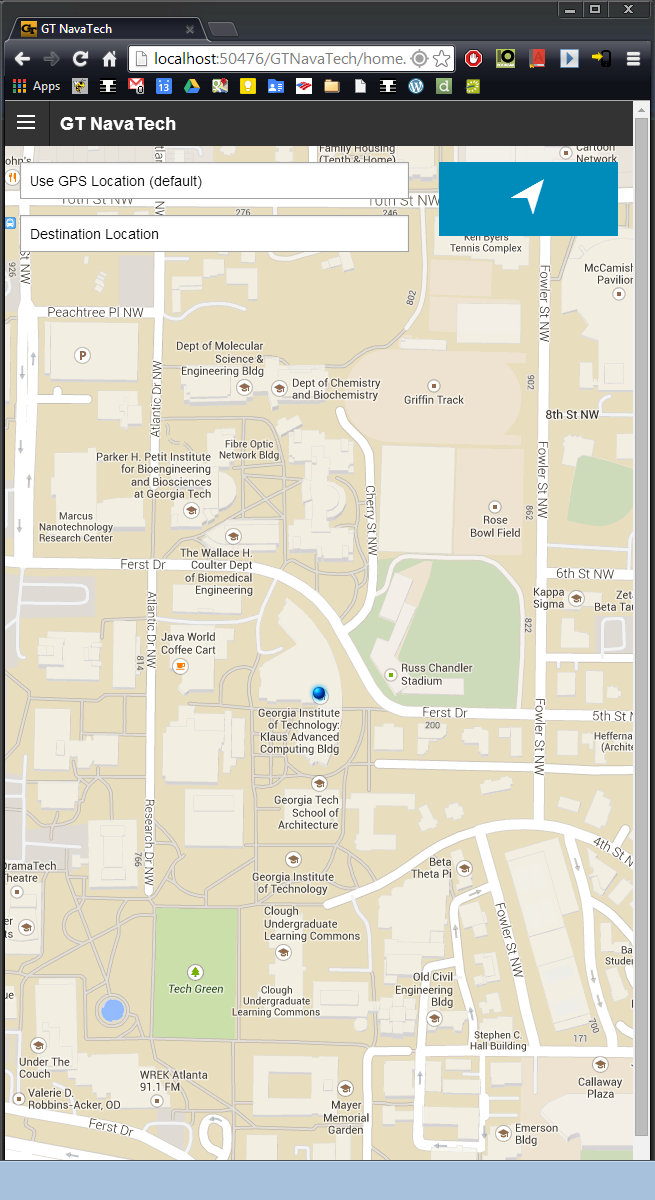 GT NavaTech
localhost:50476/GTNavaTech/home.
Apps
GT NavaTech
Family Housing
(Tenth & Home)
Cartoon
Network
Use GPS Location (default)
10th St NW
10th St NW
276
246
Destination Location
Ken Byers
Tennis Complex
926
McCamish
Pavilion
802
Peachtree Pl NW
Fowler St NW
P
Dept of Molecular
Science &
Engineering Bldg
Dept of Chemistry
and Biochemistry
Griffin Track
902
Atlantic Dr NW
8th St NW
Fibre Optic
Network Bldg
Parker H. Petit Institute
for Bioengineering
and Biosciences
at Georgia Tech
Fowler St NW
Cherry St NW
862
Marcus
Nanotechnology
Research Center
Rose
Bowl Field
Ferst Dr
The Wallace H.
Coulter Dept
of Biomedical
Engineering
6th St NW
Kappa
Sigma
Zeta
Beta Tau
822
Atlantic Dr NW
814
Java World
Coffee Cart
Russ Chandler
Stadium
Georgia Institute
of Technology:
Klaus Advanced
Computing Bldg
Ferst Dr
200
5th St N
Fowler St NW
Hefferna
(Archite
Georgia Tech
School of
Architecture
Research Dr NW
766
4th St N
DramaTech
Theatre
Georgia Institute
of Technology
Beta
Theta Pi
Clough
Undergraduate
Learning Commons
Fowler St NW
Tech Green
Clough
Undergraduate
Learning Commons
Old Civil
Engineering
Bldg
Stephen C.
Hall Building
171
700
Under The
Couch
WREK Atlanta
91.1 FM
Callaway
Plaza
Valerie D.
Robbins-Acker, OD
Mayer
Memorial
Garden
Ferst Dr
Emerson
Bldg